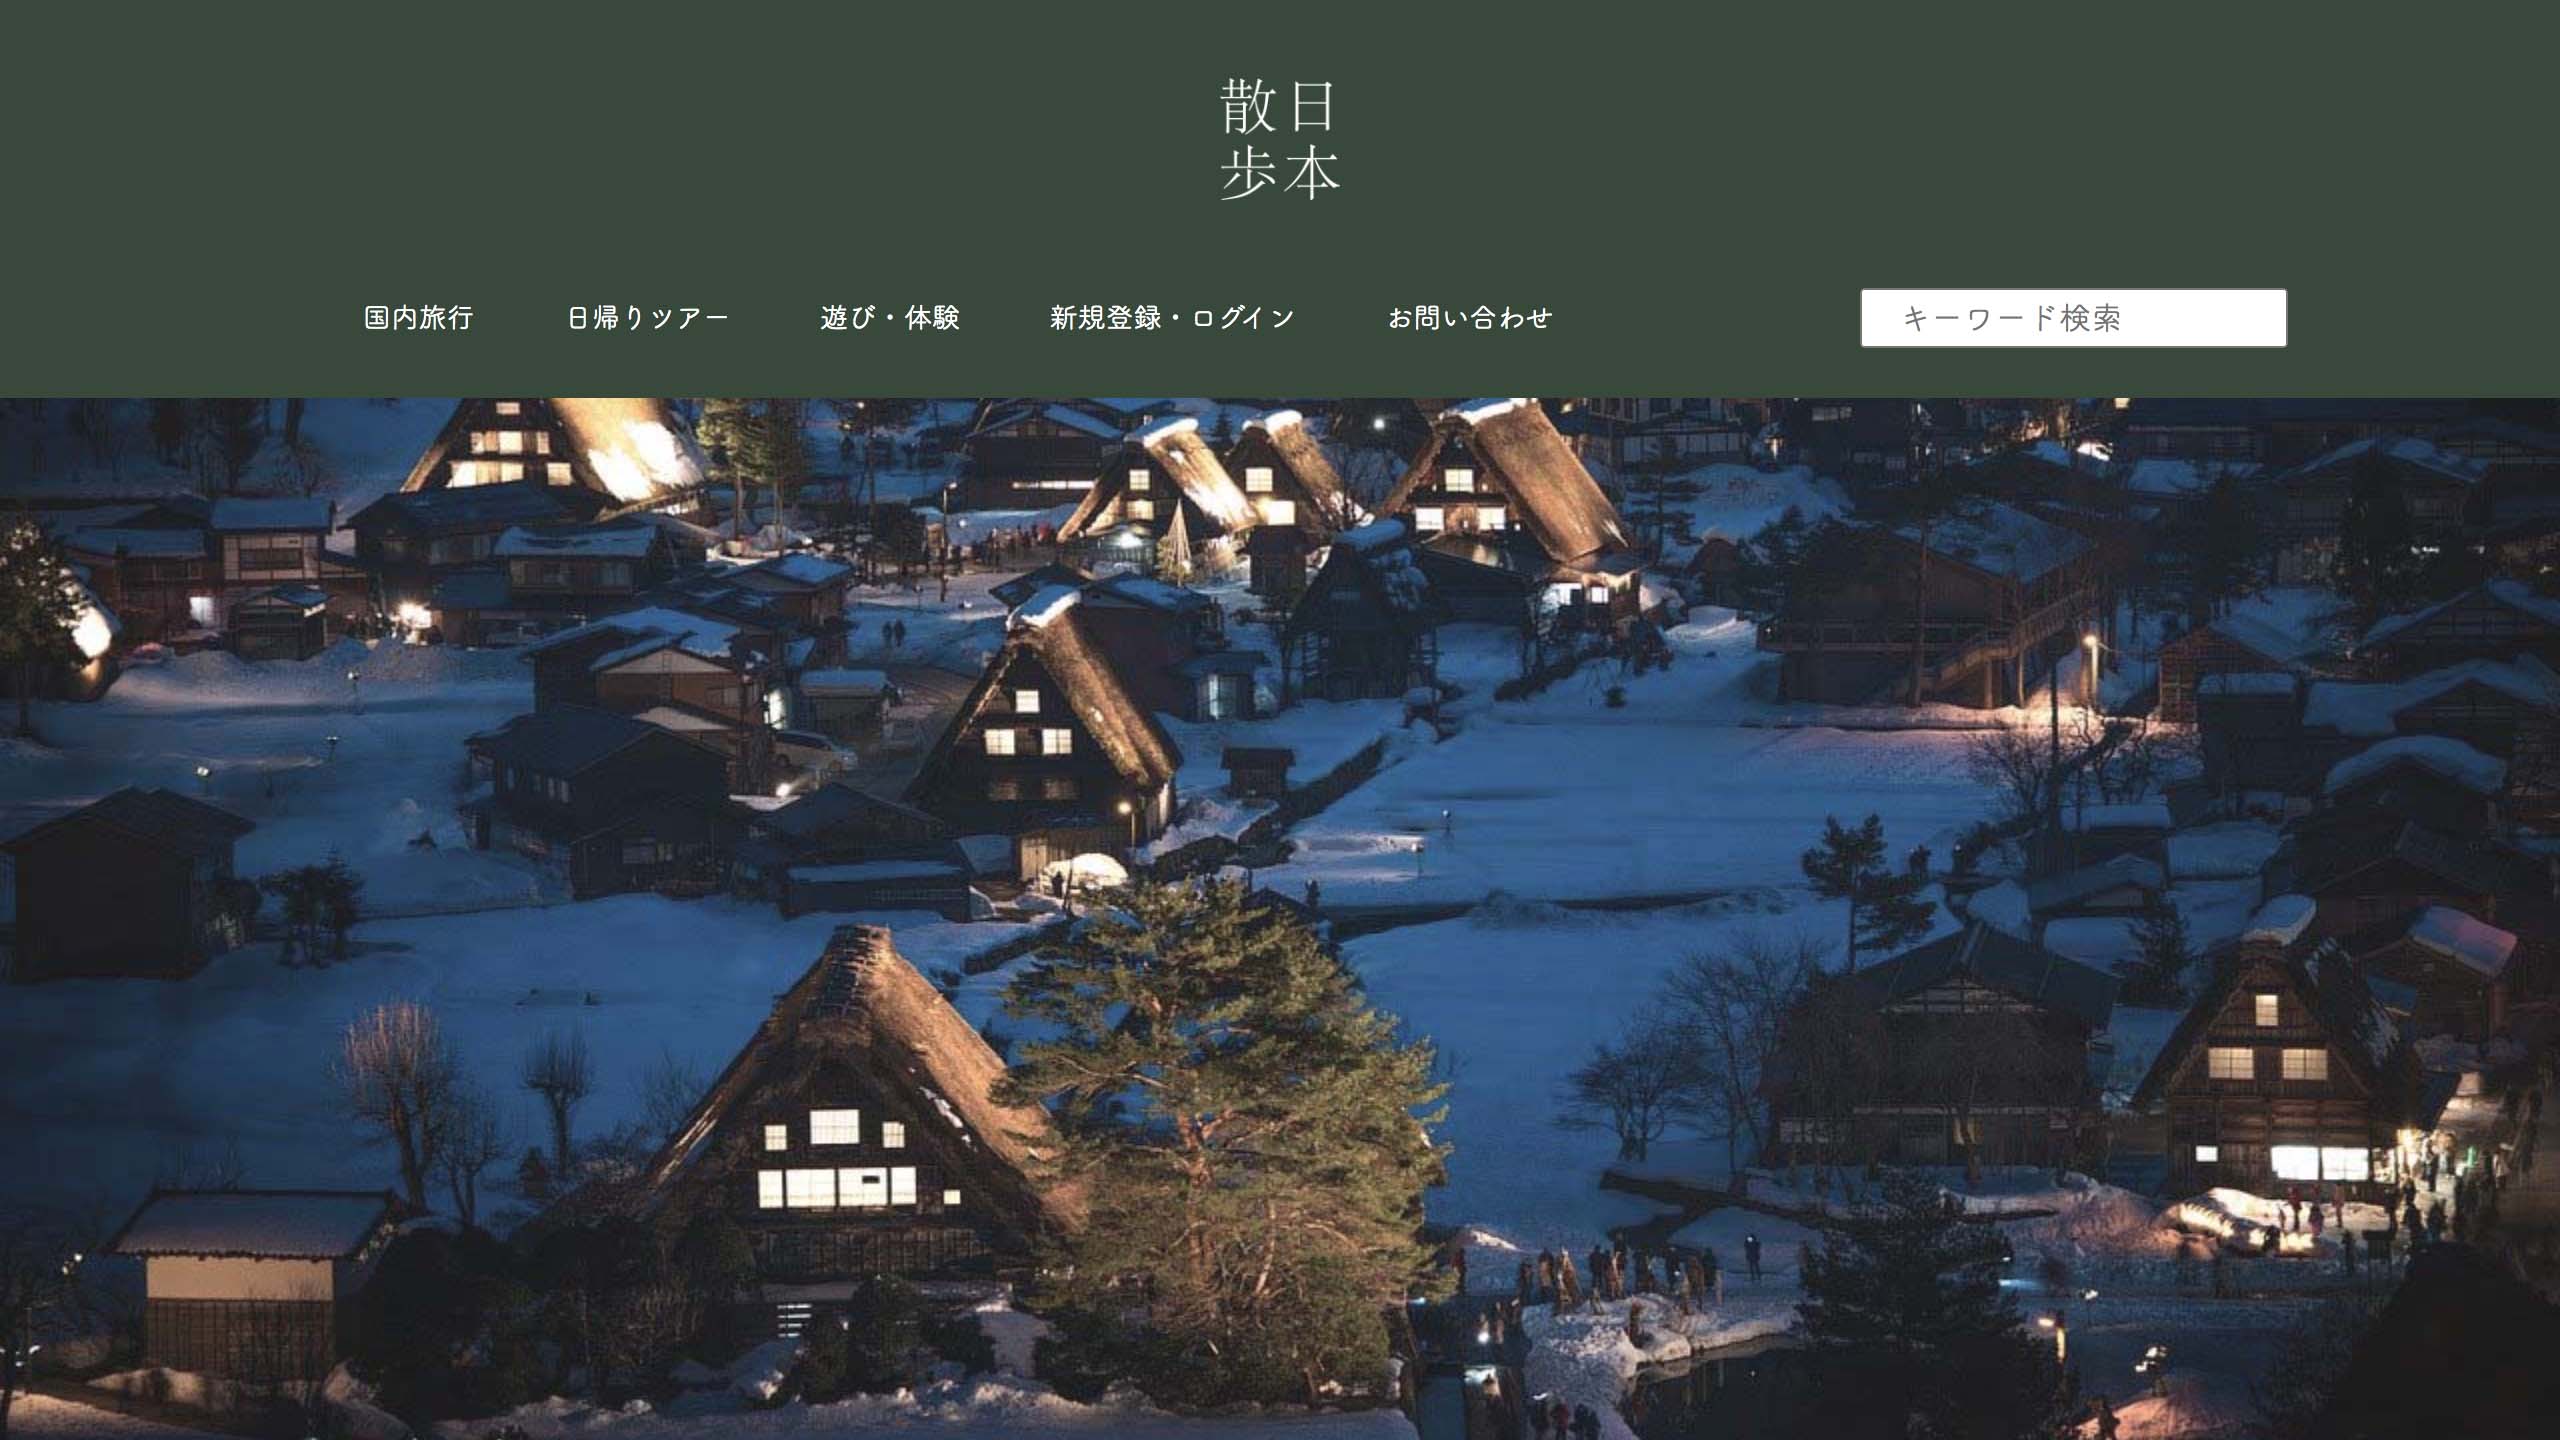 日本
散歩
国内旅行
日帰りツアー
遊び・体験
新規登録・ログイン
お問い合わせ
キーワード検索